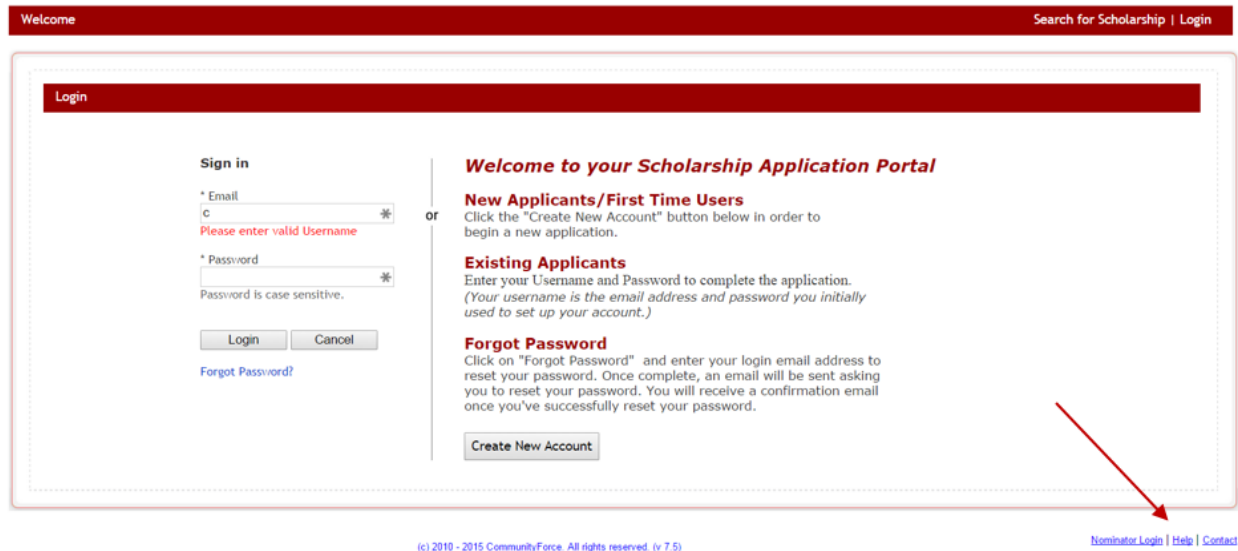 Welcome
Search for Scholarship | Login
Login
Sign in
* Email
c
Please enter valid Username
* Password
Password is case sensitive.
Login Cancel
Forgot Password?
or
Welcome to your Scholarship Application Portal
New Applicants/First Time Users
Click the "Create New Account" button below in order to
begin a new application.
Existing Applicants
Enter your Username and Password to complete the application.
(Your username is the email address and password you initially
used to set up your account.)
Forgot Password
Click on "Forgot Password" and enter your login email address to
reset your password. Once complete, an email will be sent asking
you to reset your password. You will receive a confirmation email
once you've successfully reset your password.
Create New Account
(c) 2010 - 2015 CommunityForce. All rights reserved. (v 7.5)
Nominator Login | Help | Contact